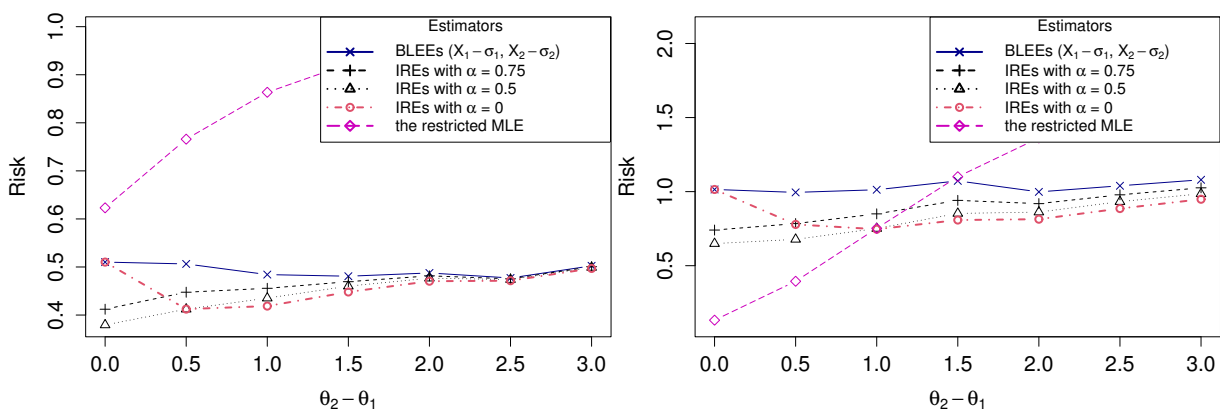 Risk
1.0
0.9
0.8
0.7
0.6
0.5
0.4
Estimators
BLEEs (X₁−σ₁, X₂−σ₂)
IREs with α = 0.75
IREs with α = 0.5
IREs with α = 0
the restricted MLE
0.0 0.5 1.0 1.5 2.0 2.5 3.0
θ₂−θ₁
Risk
2.0
1.5
1.0
0.5
Estimators
BLEEs (X₁−σ₁, X₂−σ₂)
IREs with α = 0.75
IREs with α = 0.5
IREs with α = 0
the restricted MLE
0.0 0.5 1.0 1.5 2.0 2.5 3.0
θ₂−θ₁